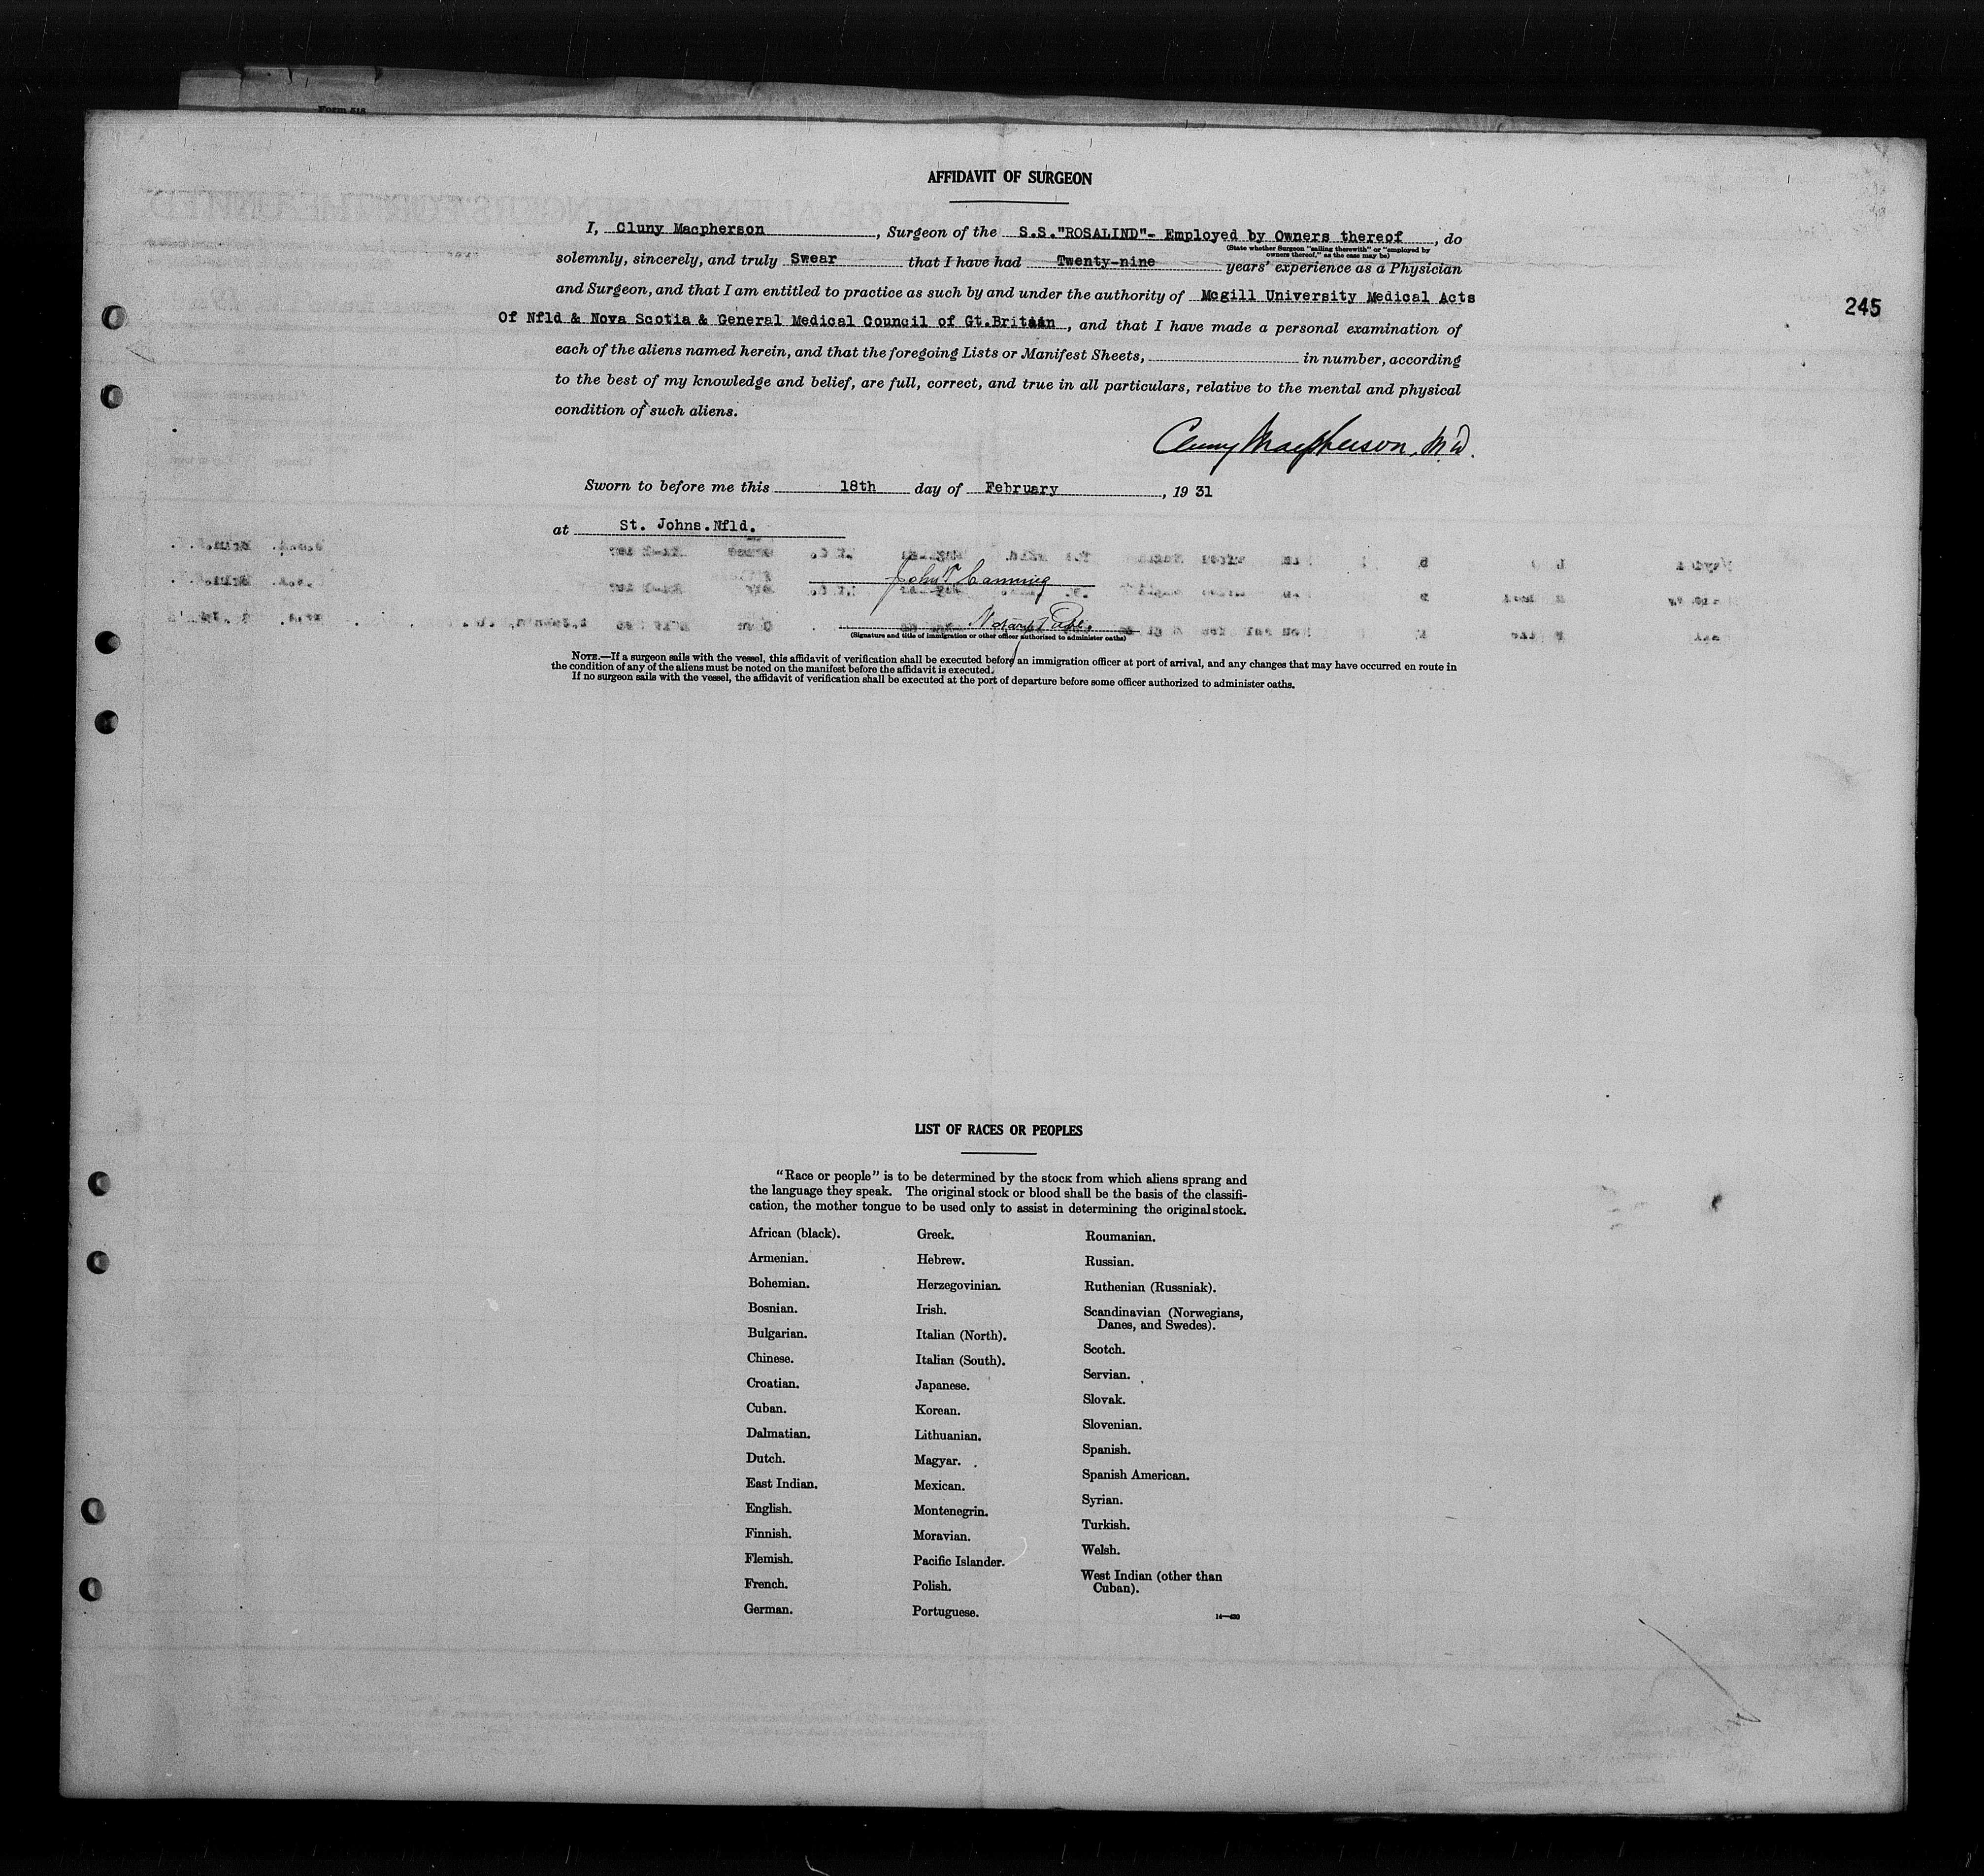 Form 515
AFFIDAVIT OF SURGEON
I, Cluny Macpherson, Surgeon of the S.S."ROSALIND"- Employed by Owners thereof, do
(State whether Surgeon "sailing therewith" or "employed by
owners thereof," as the case may be)
solemnly, sincerely, and truly Swear that I have had Twenty-nine years' experience as a Physician
and Surgeon, and that I am entitled to practice as such by and under the authority of Mcgill University Medical Acts
245
Of Nfld & Nova Scotia & General Medical Council of Gt.Britain, and that I have made a personal examination of
each of the aliens named herein, and that the foregoing Lists or Manifest Sheets, in number, according
to the best of my knowledge and belief, are full, correct, and true in all particulars, relative to the mental and physical
condition of such aliens.
Cluny Macpherson, M.D.
Sworn to before me this 18th day of February, 19 31
at St. Johns.Nfld.
John Canning
Notary Public
(Signature and title of immigration or other officer authorized to administer oaths)
NOTE.—If a surgeon sails with the vessel, this affidavit of verification shall be executed before an immigration officer at port of arrival, and any changes that may have occurred en route in
the condition of any of the aliens must be noted on the manifest before the affidavit is executed.
If no surgeon sails with the vessel, the affidavit of verification shall be executed at the port of departure before some officer authorized to administer oaths.
LIST OF RACES OR PEOPLES
"Race or people" is to be determined by the stock from which aliens sprang and
the language they speak. The original stock or blood shall be the basis of the classifi-
cation, the mother tongue to be used only to assist in determining the original stock.
African (black).
Armenian.
Bohemian.
Bosnian.
Bulgarian.
Chinese.
Croatian.
Cuban.
Dalmatian.
Dutch.
East Indian.
English.
Finnish.
Flemish.
French.
German.
Greek.
Hebrew.
Herzegovinian.
Irish.
Italian (North).
Italian (South).
Japanese.
Korean.
Lithuanian.
Magyar.
Mexican.
Montenegrin.
Moravian.
Pacific Islander.
Polish.
Portuguese.
Roumanian.
Russian.
Ruthenian (Russniak).
Scandinavian (Norwegians,
Danes, and Swedes).
Scotch.
Servian.
Slovak.
Slovenian.
Spanish.
Spanish American.
Syrian.
Turkish.
Welsh.
West Indian (other than
Cuban).